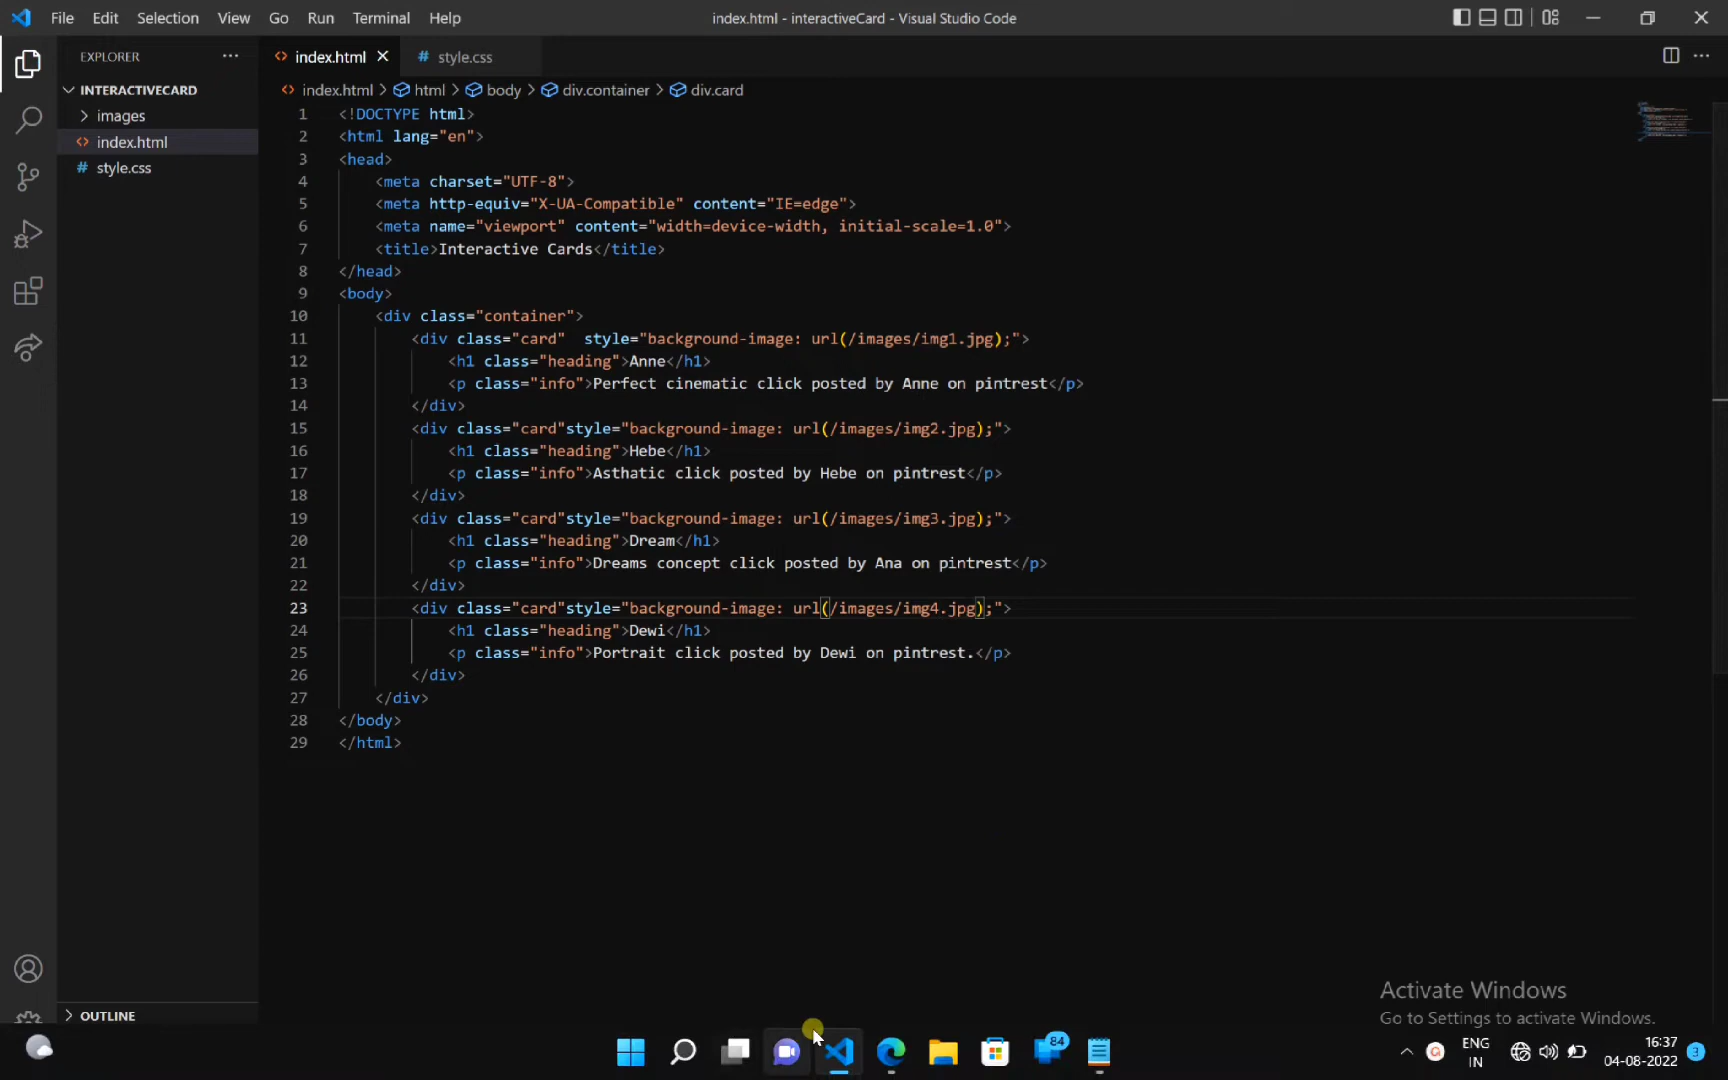 File Edit Selection View Go Run Terminal Help
index.html - interactiveCard - Visual Studio Code
EXPLORER
INTERACTIVECARD
images
index.html
style.css
OUTLINE
index.html
style.css
index.html > html > body > div.container > div.card
1 <!DOCTYPE html>
2 <html lang="en">
3 <head>
4 <meta charset="UTF-8">
5 <meta http-equiv="X-UA-Compatible" content="IE=edge">
6 <meta name="viewport" content="width=device-width, initial-scale=1.0">
7 <title>Interactive Cards</title>
8 </head>
9 <body>
10 <div class="container">
11 <div class="card"  style="background-image: url(/images/img1.jpg);">
12 <h1 class="heading">Anne</h1>
13 <p class="info">Perfect cinematic click posted by Anne on pintrest</p>
14 </div>
15 <div class="card"style="background-image: url(/images/img2.jpg);">
16 <h1 class="heading">Hebe</h1>
17 <p class="info">Asthatic click posted by Hebe on pintrest</p>
18 </div>
19 <div class="card"style="background-image: url(/images/img3.jpg);">
20 <h1 class="heading">Dream</h1>
21 <p class="info">Dreams concept click posted by Ana on pintrest</p>
22 </div>
23 <div class="card"style="background-image: url(/images/img4.jpg);">
24 <h1 class="heading">Dewi</h1>
25 <p class="info">Portrait click posted by Dewi on pintrest.</p>
26 </div>
27 </div>
28 </body>
29 </html>
Activate Windows
Go to Settings to activate Windows.
84
ENG
IN
16:37
04-08-2022
3